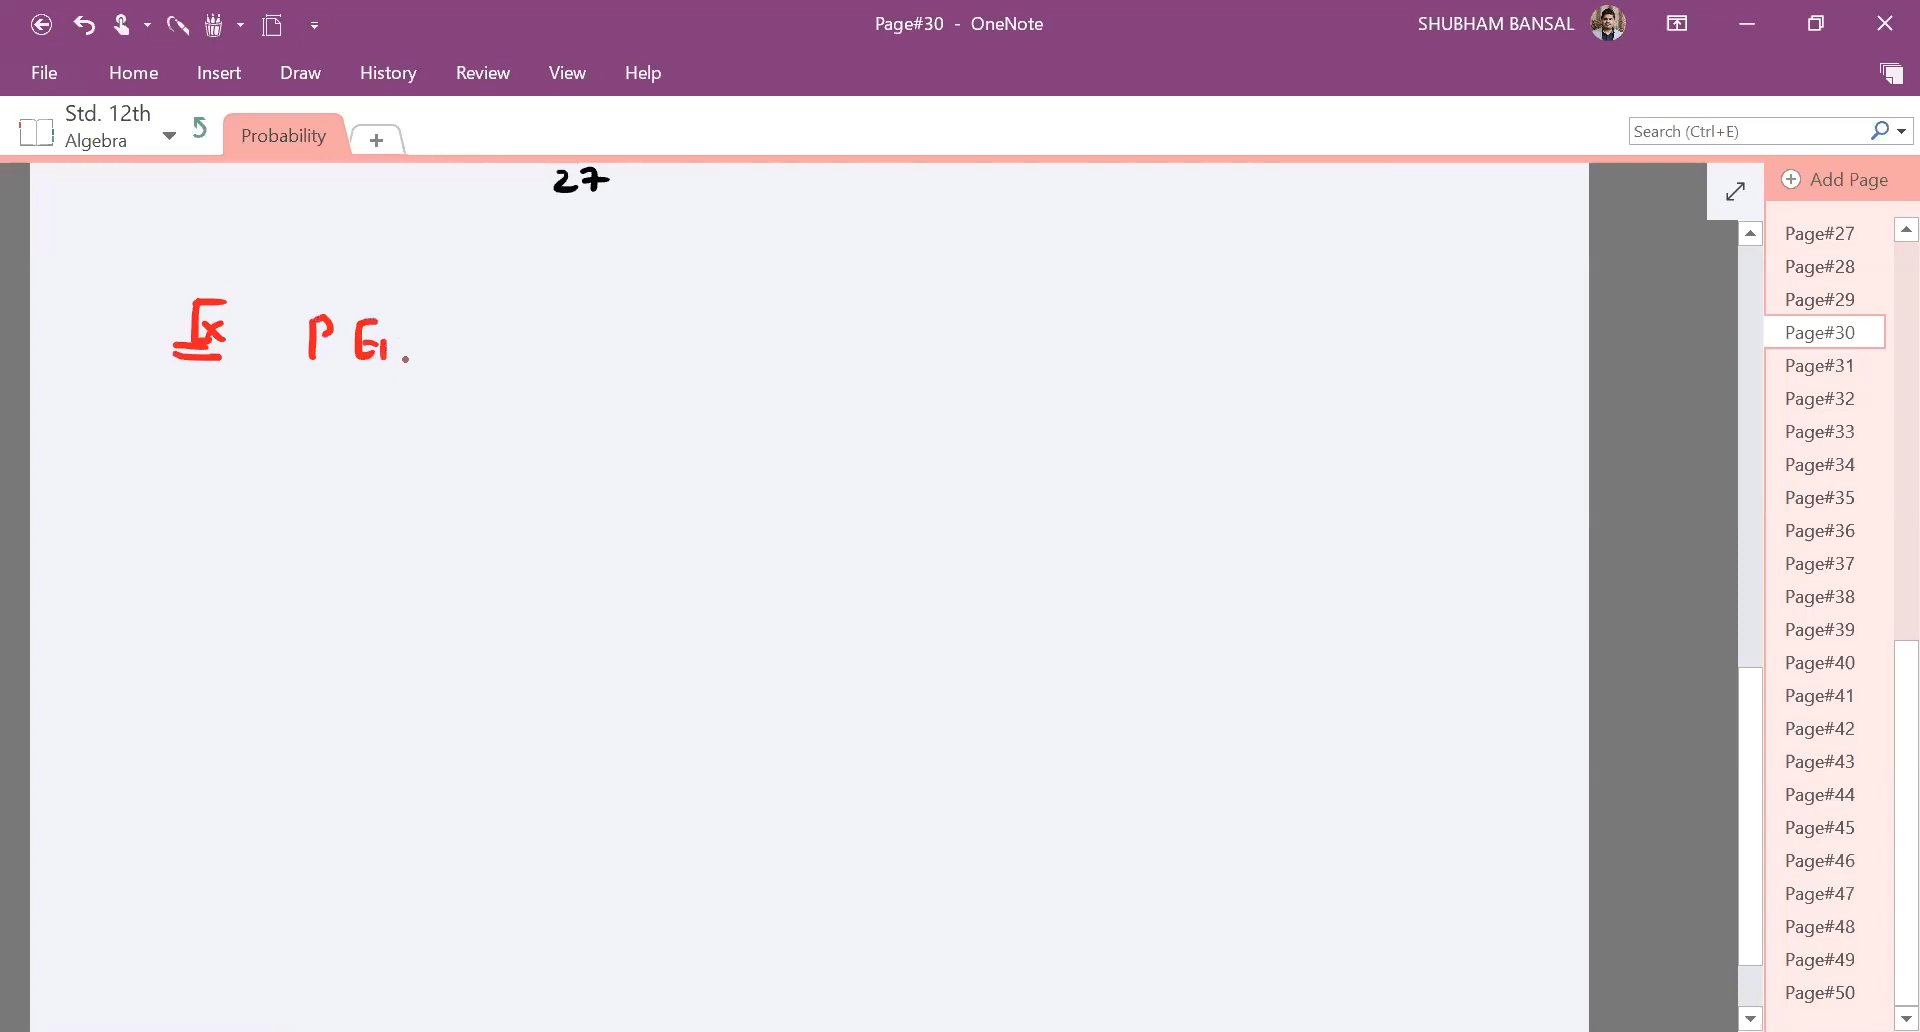 Page#30 - OneNote
SHUBHAM BANSAL
File Home Insert Draw History Review View Help
Std. 12th
Algebra
Probability
Search (Ctrl+E)
Add Page
27
Ex P E1
Page#27
Page#28
Page#29
Page#30
Page#31
Page#32
Page#33
Page#34
Page#35
Page#36
Page#37
Page#38
Page#39
Page#40
Page#41
Page#42
Page#43
Page#44
Page#45
Page#46
Page#47
Page#48
Page#49
Page#50